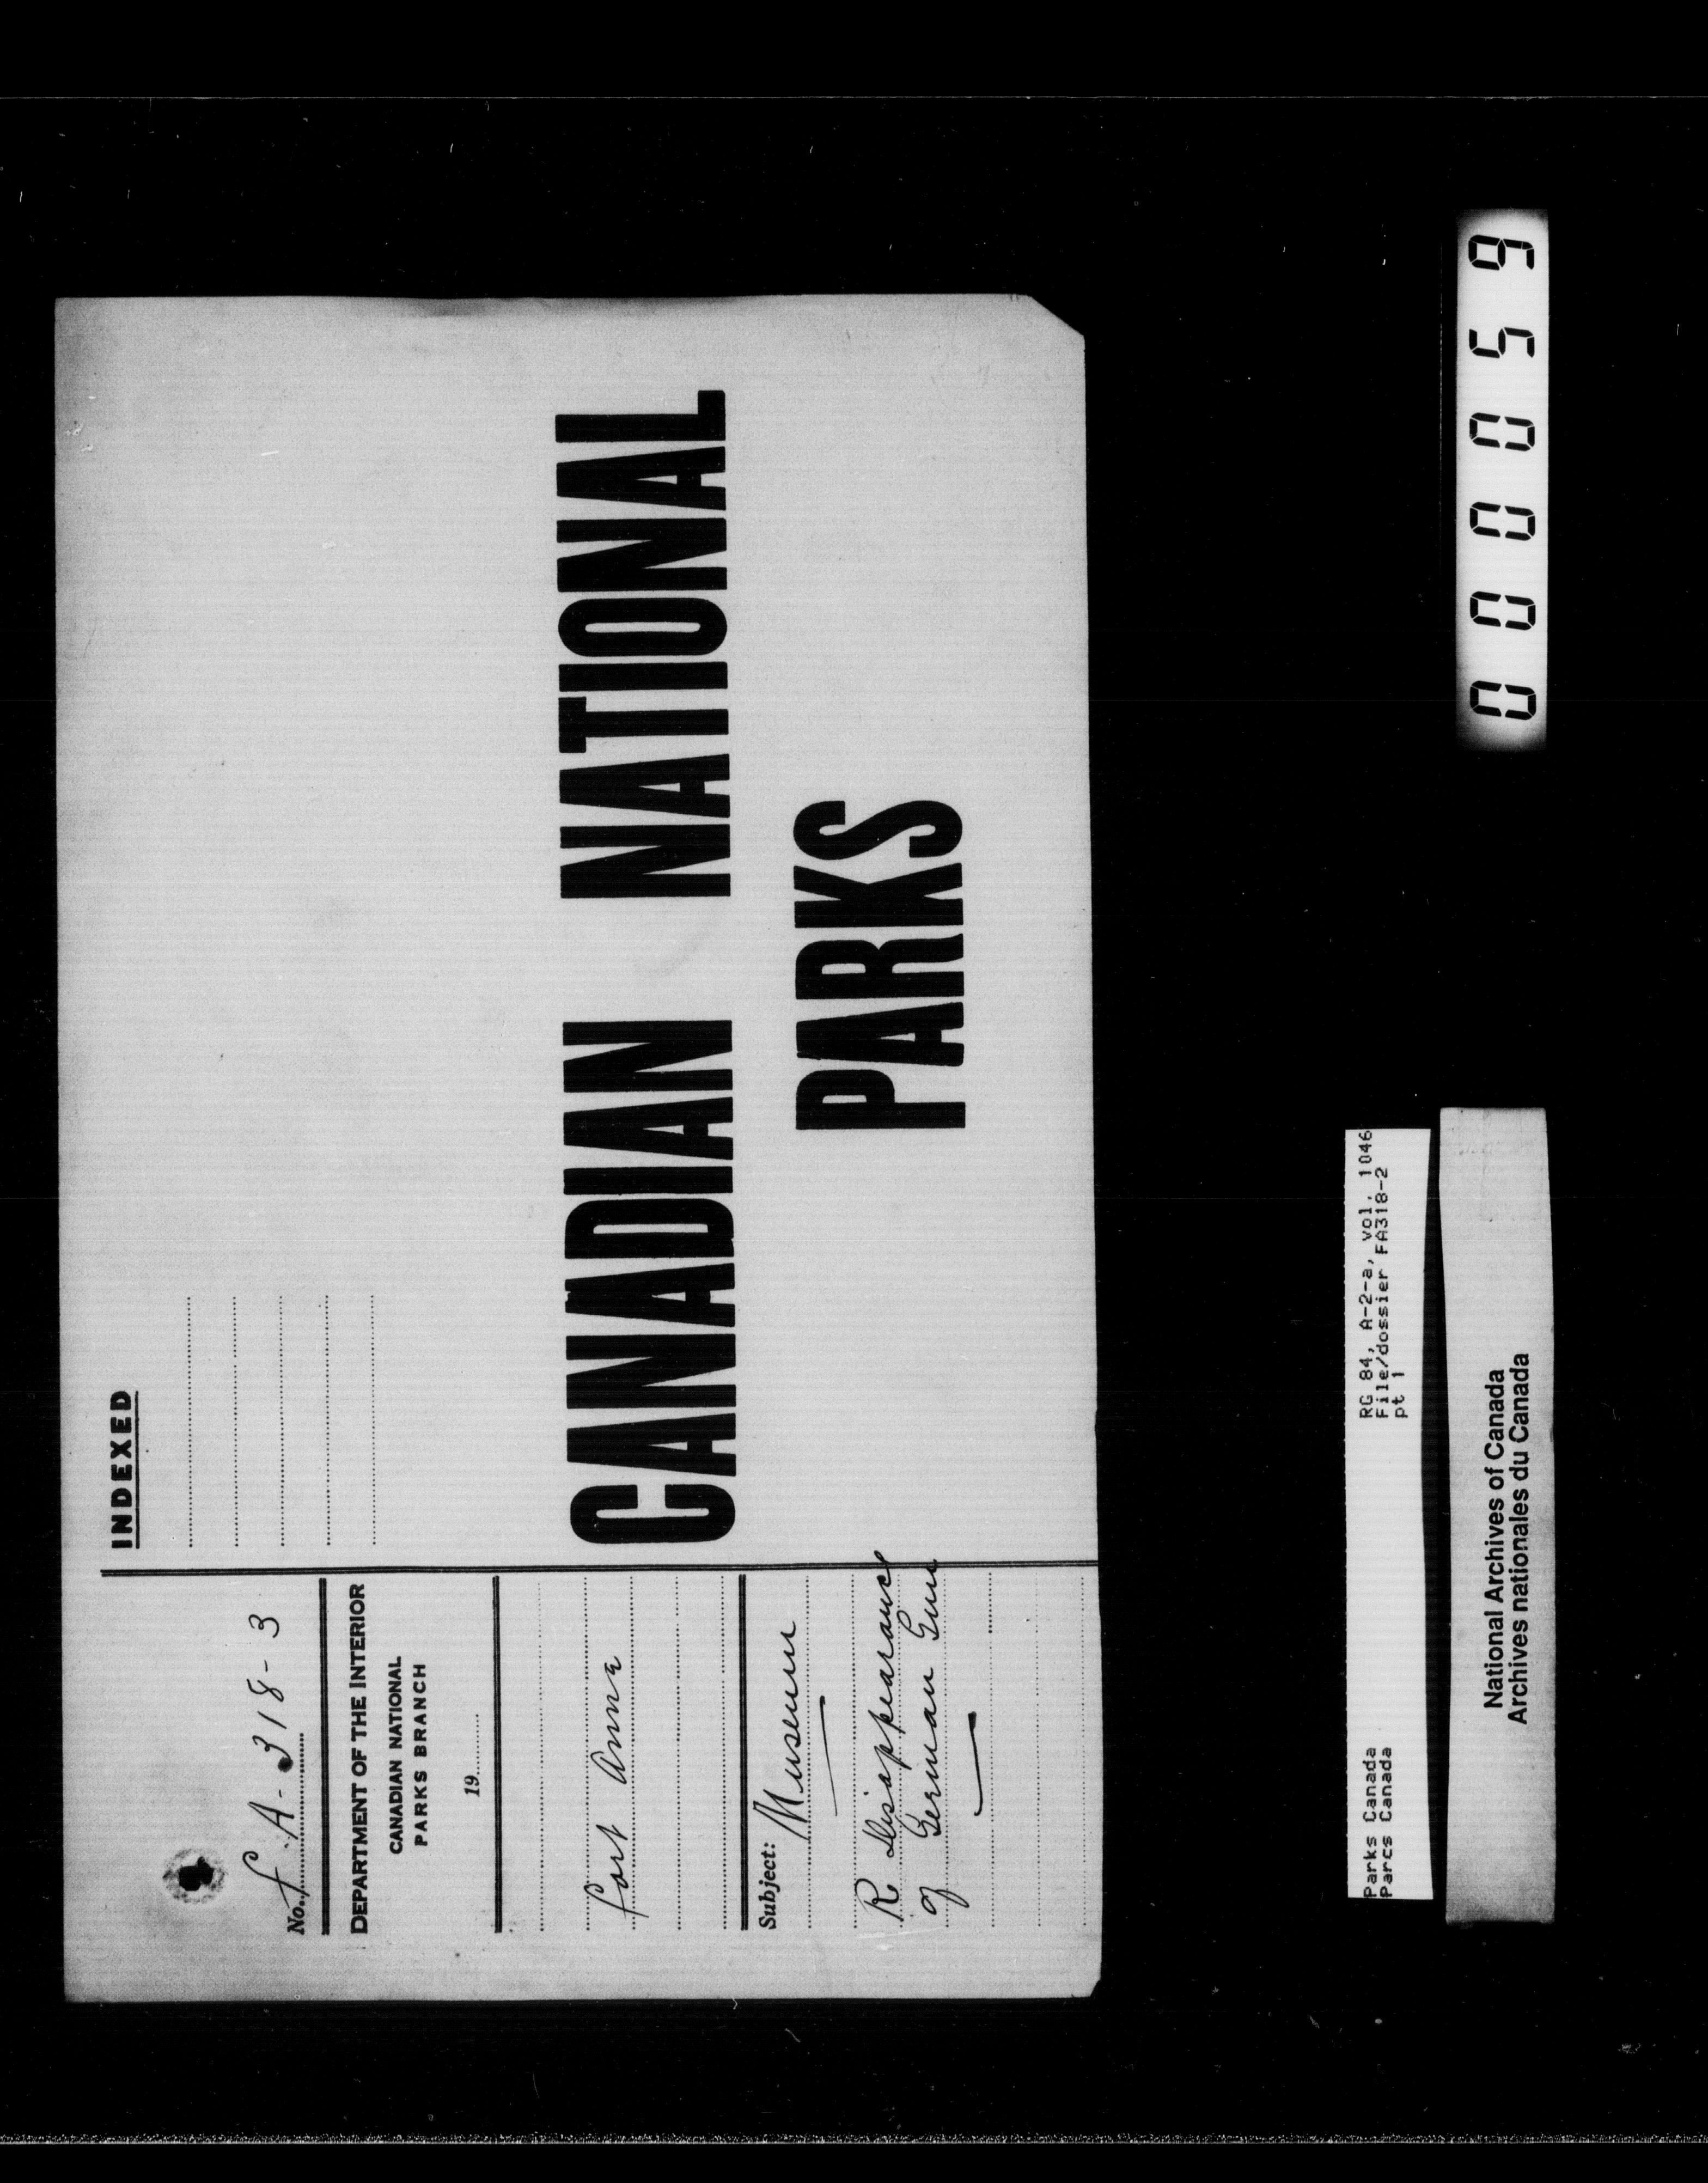 No. f. A-318-3
DEPARTMENT OF THE INTERIOR
CANADIAN NATIONAL
PARKS BRANCH
19
Fort Anne
Subject: Museum
R Disappearance
of German Gun
INDEXED
CANADIAN NATIONAL
PARKS
Parks Canada
Parcs Canada
RG 84, A-2-a, vol. 1046
File/dossier FA318-2
pt 1
National Archives of Canada
Archives nationales du Canada
000059